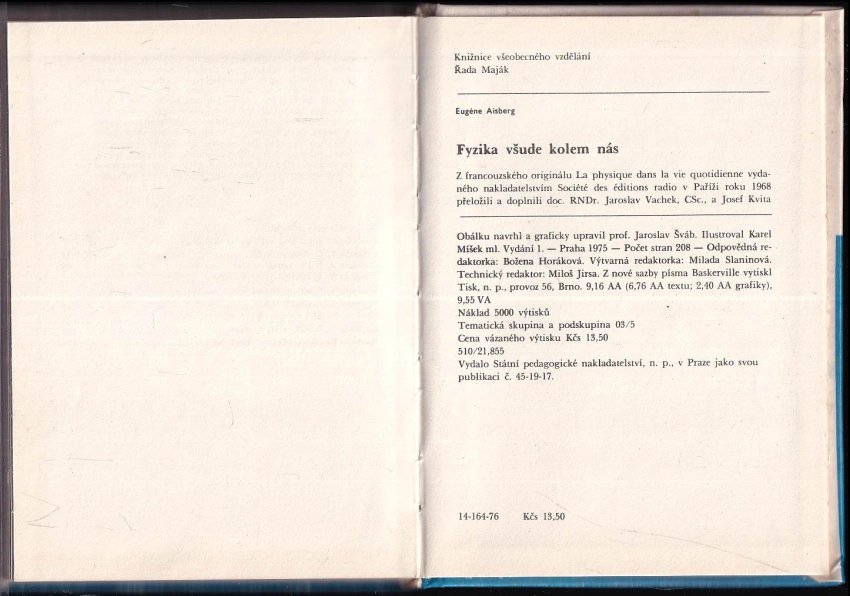 Knižnice všeobecného vzdělání
Řada Maják
Eugène Aisberg
Fyzika všude kolem nás
Z francouzského originálu La physique dans la vie quotidienne vyda-
ného nakladatelstvím Société des éditions radio v Paříži roku 1968
přeložili a doplnili doc. RNDr. Jaroslav Vachek, CSc., a Josef Kvita
Obálku navrhl a graficky upravil prof. Jaroslav Šváb. Ilustroval Karel
Míšek ml. Vydání 1. — Praha 1975 — Počet stran 208 — Odpovědná re-
daktorka: Božena Horáková. Výtvarná redaktorka: Milada Slaninová.
Technický redaktor: Miloš Jirsa. Z nové sazby písma Baskerville vytiskl
Tisk, n. p., provoz 56, Brno. 9,16 AA (6,76 AA textu; 2,40 AA grafiky),
9,55 VA
Náklad 5000 výtisků
Tematická skupina a podskupina 03/5
Cena vázaného výtisku Kčs 13,50
510/21,855
Vydalo Státní pedagogické nakladatelství, n. p., v Praze jako svou
publikaci č. 45-19-17.
14-164-76 Kčs 13,50